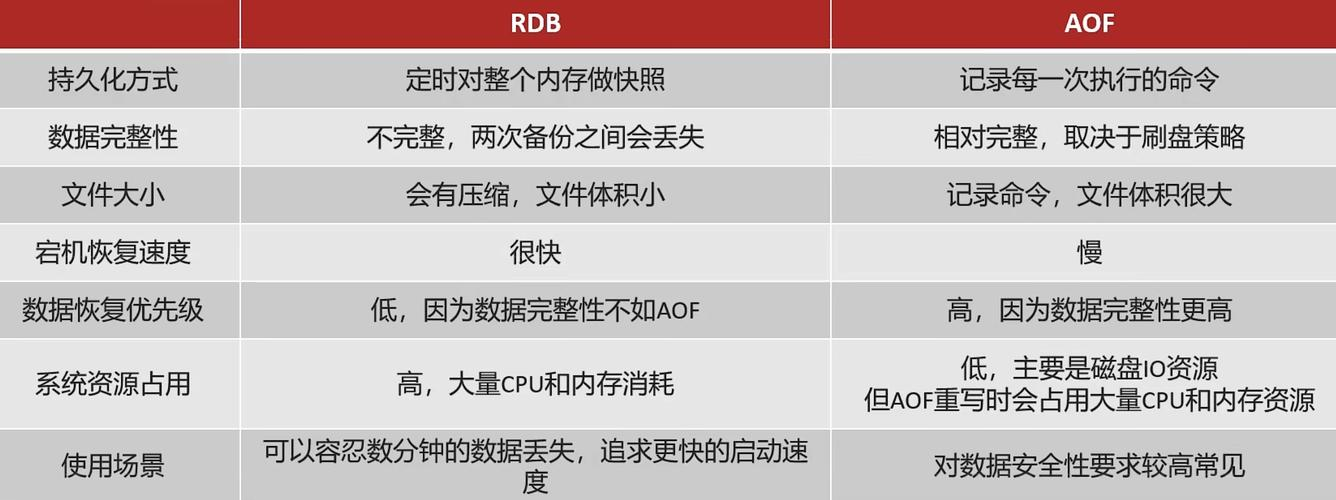 RDB AOF
持久化方式 定时对整个内存做快照 记录每一次执行的命令
数据完整性 不完整，两次备份之间会丢失 相对完整，取决于刷盘策略
文件大小 会有压缩，文件体积小 记录命令，文件体积很大
宕机恢复速度 很快 慢
数据恢复优先级 低，因为数据完整性不如AOF 高，因为数据完整性更高
系统资源占用 高，大量CPU和内存消耗 低，主要是磁盘IO资源
但AOF重写时会占用大量CPU和内存资源
使用场景 可以容忍数分钟的数据丢失，追求更快的启动速
度 对数据安全性要求较高常见